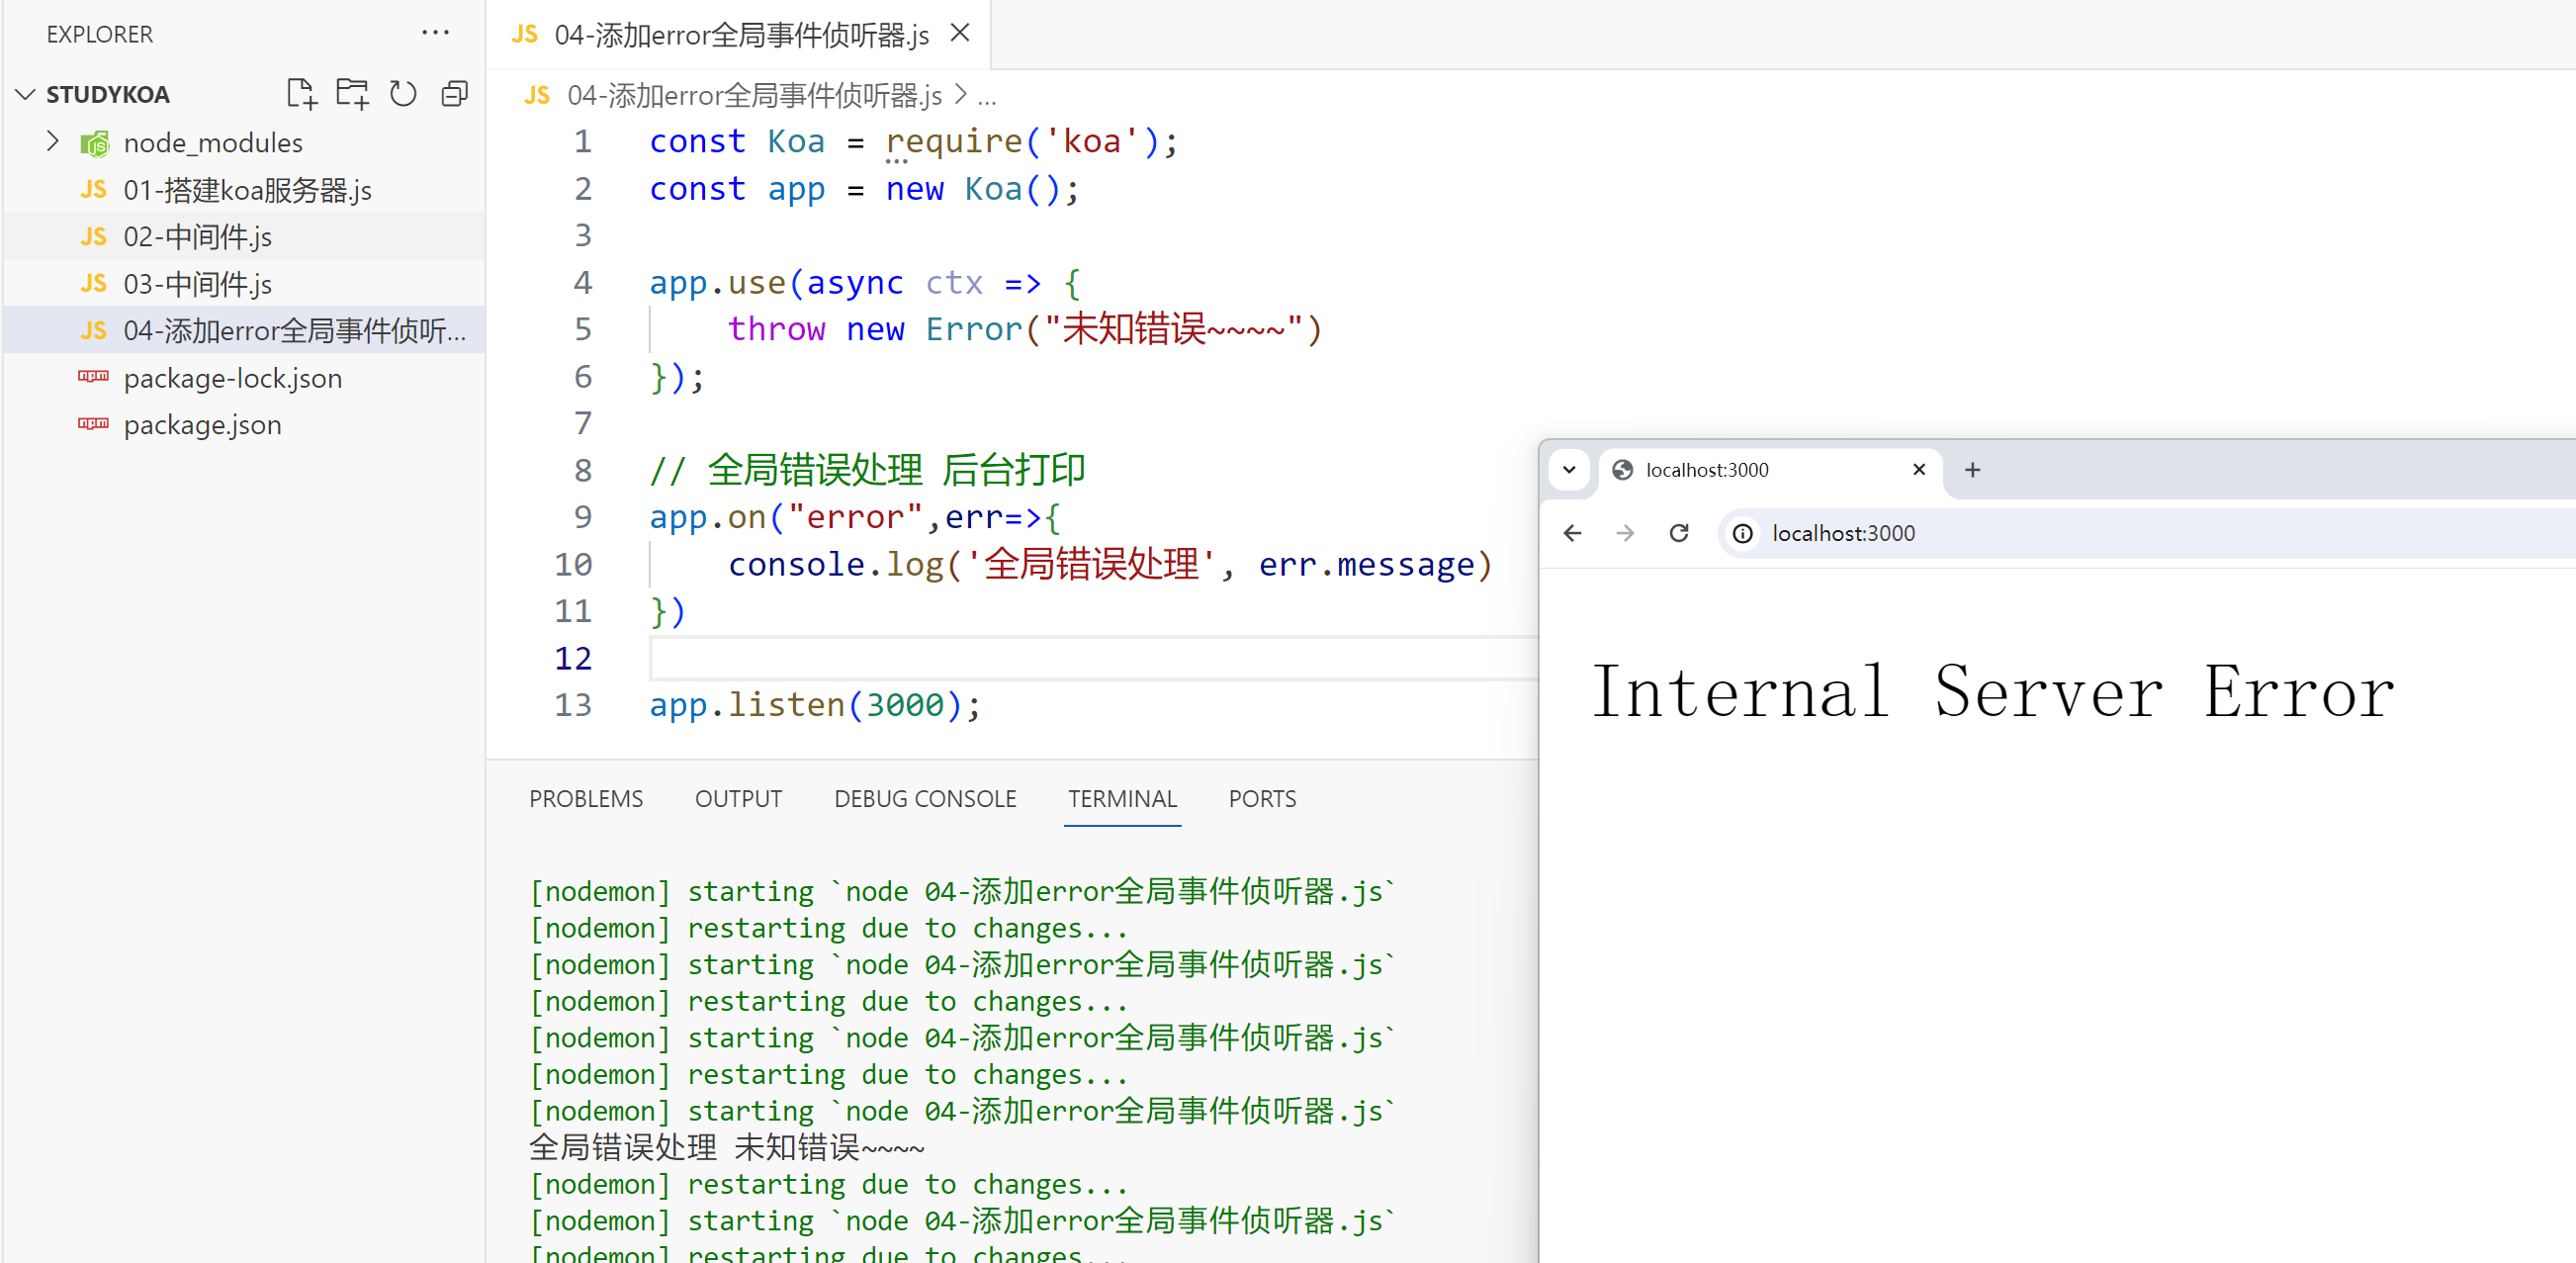 EXPLORER
STUDYKOA
node_modules
JS 01-搭建koa服务器.js
JS 02-中间件.js
JS 03-中间件.js
JS 04-添加error全局事件侦听...
package-lock.json
package.json
JS 04-添加error全局事件侦听器.js
JS 04-添加error全局事件侦听器.js > ...
1 const Koa = require('koa');
2 const app = new Koa();
3
4 app.use(async ctx => {
5 throw new Error("未知错误~~~~")
6 });
7
8 // 全局错误处理 后台打印
9 app.on("error",err=>{
10 console.log('全局错误处理', err.message)
11 })
12
13 app.listen(3000);
PROBLEMS OUTPUT DEBUG CONSOLE TERMINAL PORTS
[nodemon] starting `node 04-添加error全局事件侦听器.js`
[nodemon] restarting due to changes...
[nodemon] starting `node 04-添加error全局事件侦听器.js`
[nodemon] restarting due to changes...
[nodemon] starting `node 04-添加error全局事件侦听器.js`
[nodemon] restarting due to changes...
[nodemon] starting `node 04-添加error全局事件侦听器.js`
全局错误处理 未知错误~~~~
[nodemon] restarting due to changes...
[nodemon] starting `node 04-添加error全局事件侦听器.js`
[nodemon] restarting due to changes...
localhost:3000
localhost:3000
Internal Server Error